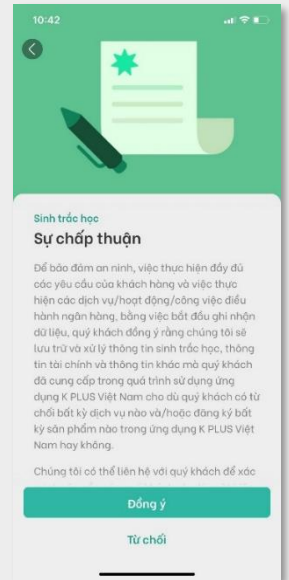 10:42
Sinh trắc học
Sự chấp thuận
Để bảo đảm an ninh, việc thực hiện đầy đủ
các yêu cầu của khách hàng và việc thực
hiện các dịch vụ/hoạt động/công việc điều
hành ngân hàng, bằng việc bắt đầu ghi nhận
dữ liệu, quý khách đồng ý rằng chúng tôi sẽ
lưu trữ và xử lý thông tin sinh trắc học, thông
tin tài chính và thông tin khác mà quý khách
đã cung cấp trong quá trình sử dụng ứng
dụng K PLUS Việt Nam cho dù quý khách có từ
chối bất kỳ dịch vụ nào và/hoặc đăng ký bất
kỳ sản phẩm nào trong ứng dụng K PLUS Việt
Nam hay không.
Chúng tôi có thể liên hệ với quý khách để xác
Đồng ý
Từ chối